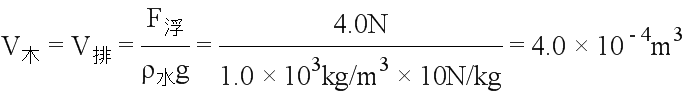 V木 = V排 = F浮/ρ水g = 4.0N/1.0 × 10³kg/m³ × 10N/kg = 4.0 × 10⁻⁴m³